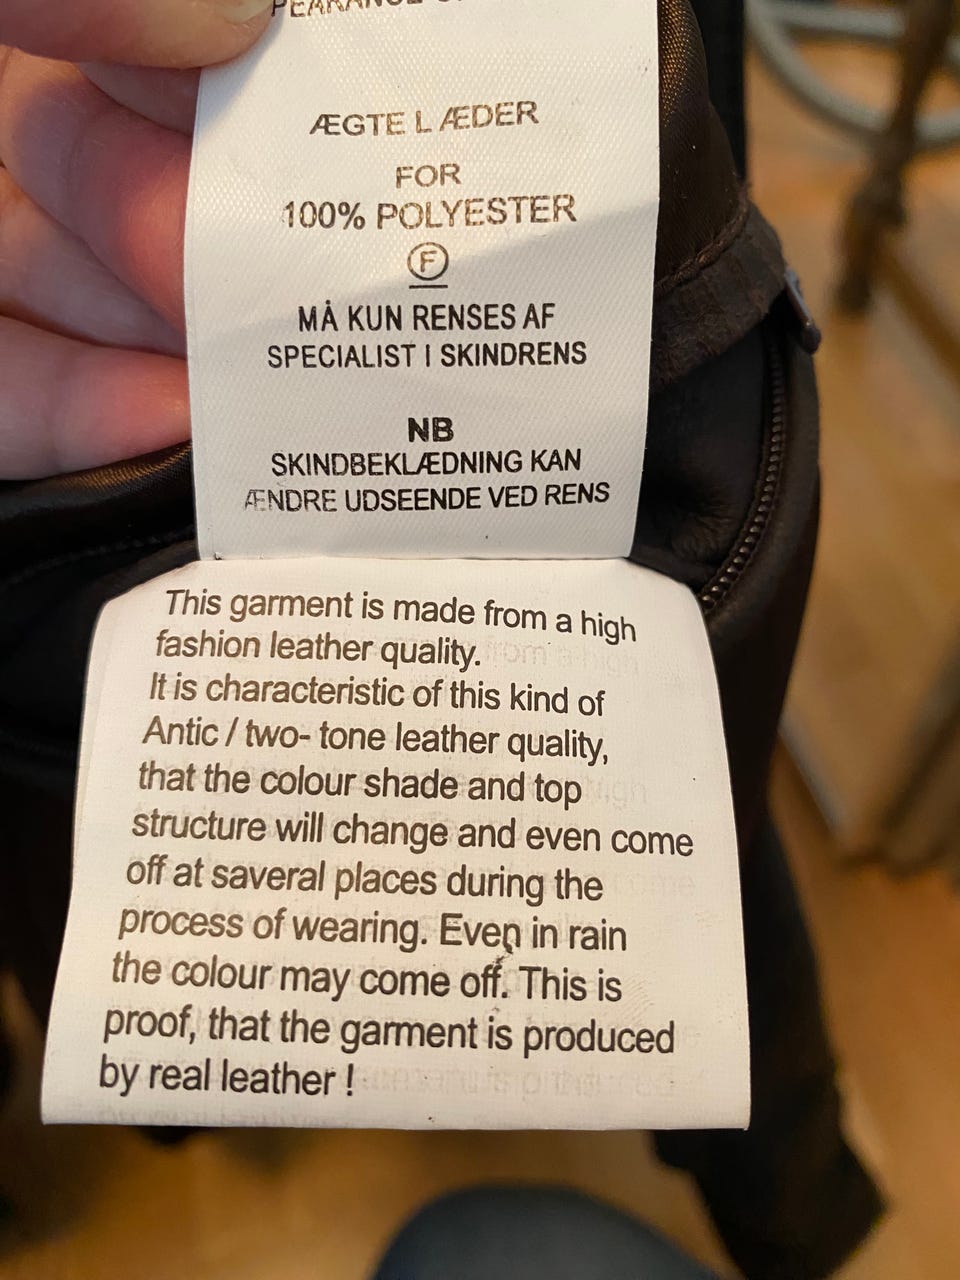 ÆGTE LÆDER
FOR
100% POLYESTER
F
MÅ KUN RENSES AF
SPECIALIST I SKINDRENS
NB
SKINDBEKLÆDNING KAN
ÆNDRE UDSEENDE VED RENS
This garment is made from a high
fashion leather quality.
It is characteristic of this kind of
Antic / two- tone leather quality,
that the colour shade and top
structure will change and even come
off at saveral places during the
process of wearing. Even in rain
the colour may come off. This is
proof, that the garment is produced
by real leather !